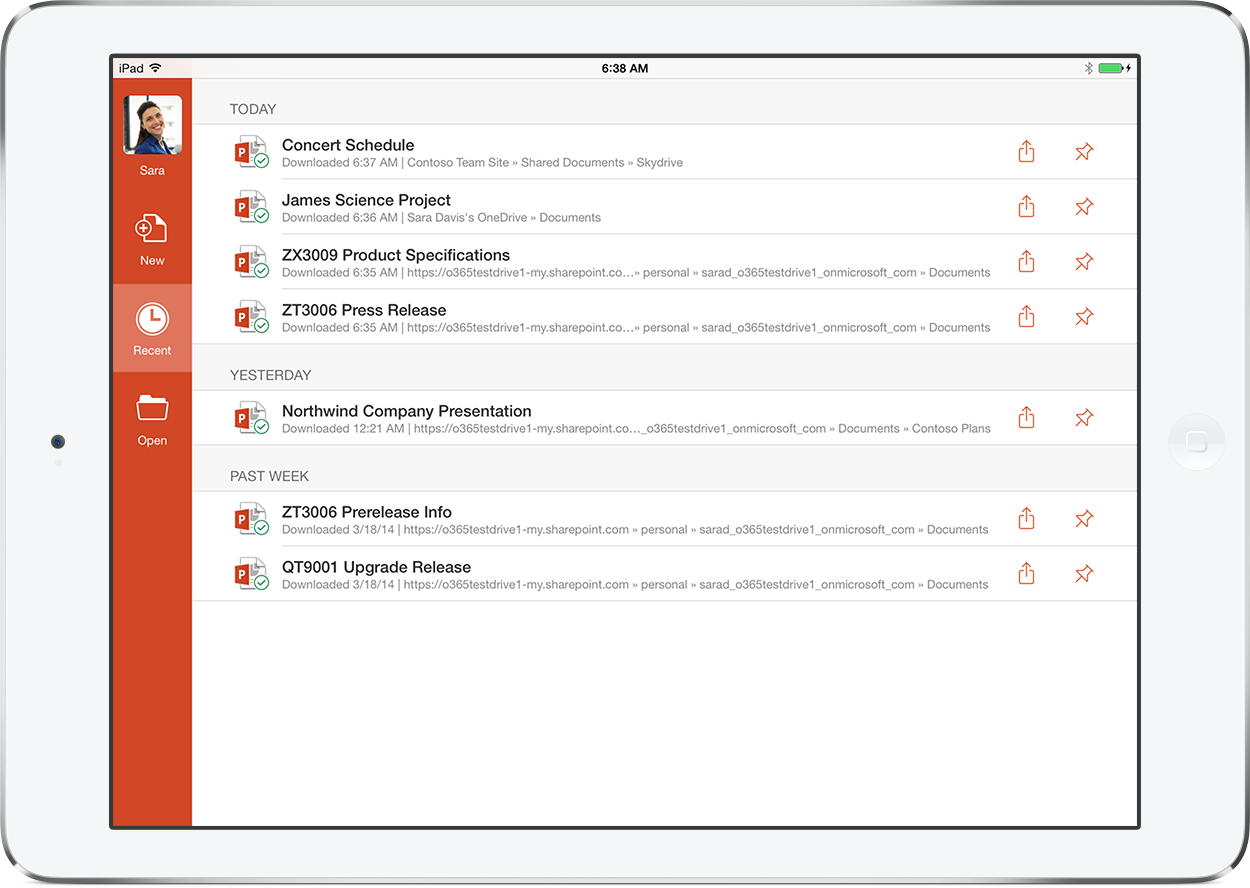 iPad 6:38 AM
Sara
New
Recent
Open
TODAY
Concert Schedule
Downloaded 6:37 AM | Contoso Team Site » Shared Documents » Skydrive
James Science Project
Downloaded 6:36 AM | Sara Davis's OneDrive » Documents
ZX3009 Product Specifications
Downloaded 6:35 AM | https://o365testdrive1-my.sharepoint.co...» personal » sarad_o365testdrive1_onmicrosoft_com » Documents
ZT3006 Press Release
Downloaded 6:35 AM | https://o365testdrive1-my.sharepoint.co...» personal » sarad_o365testdrive1_onmicrosoft_com » Documents
YESTERDAY
Northwind Company Presentation
Downloaded 12:21 AM | https://o365testdrive1-my.sharepoint.co..._o365testdrive1_onmicrosoft_com » Documents » Contoso Plans
PAST WEEK
ZT3006 Prerelease Info
Downloaded 3/18/14 | https://o365testdrive1-my.sharepoint.com » personal » sarad_o365testdrive1_onmicrosoft_com » Documents
QT9001 Upgrade Release
Downloaded 3/18/14 | https://o365testdrive1-my.sharepoint.com » personal » sarad_o365testdrive1_onmicrosoft_com » Documents